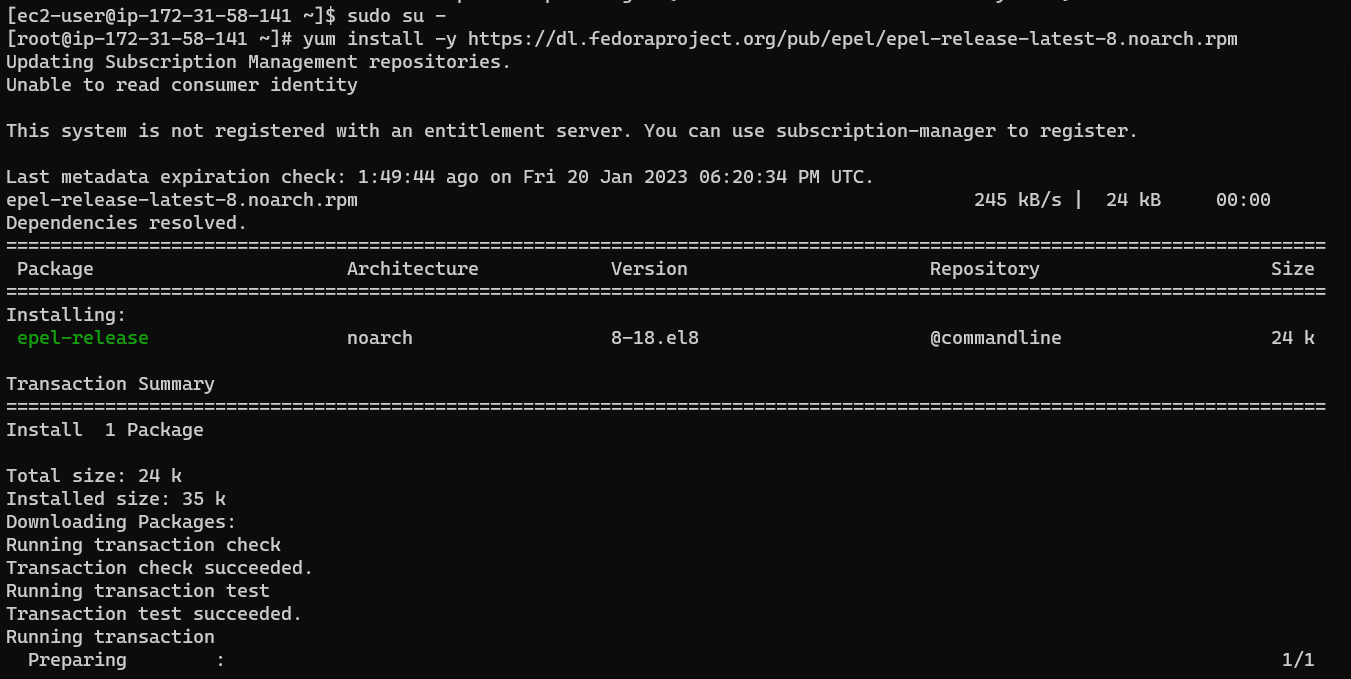 [ec2-user@ip-172-31-58-141 ~]$ sudo su -
[root@ip-172-31-58-141 ~]# yum install -y https://dl.fedoraproject.org/pub/epel/epel-release-latest-8.noarch.rpm
Updating Subscription Management repositories.
Unable to read consumer identity
This system is not registered with an entitlement server. You can use subscription-manager to register.
Last metadata expiration check: 1:49:44 ago on Fri 20 Jan 2023 06:20:34 PM UTC.
epel-release-latest-8.noarch.rpm 245 kB/s | 24 kB 00:00
Dependencies resolved.
========================================================================================================================
Package Architecture Version Repository Size
========================================================================================================================
Installing:
epel-release noarch 8-18.el8 @commandline 24 k
Transaction Summary
========================================================================================================================
Install 1 Package
Total size: 24 k
Installed size: 35 k
Downloading Packages:
Running transaction check
Transaction check succeeded.
Running transaction test
Transaction test succeeded.
Running transaction
Preparing : 1/1